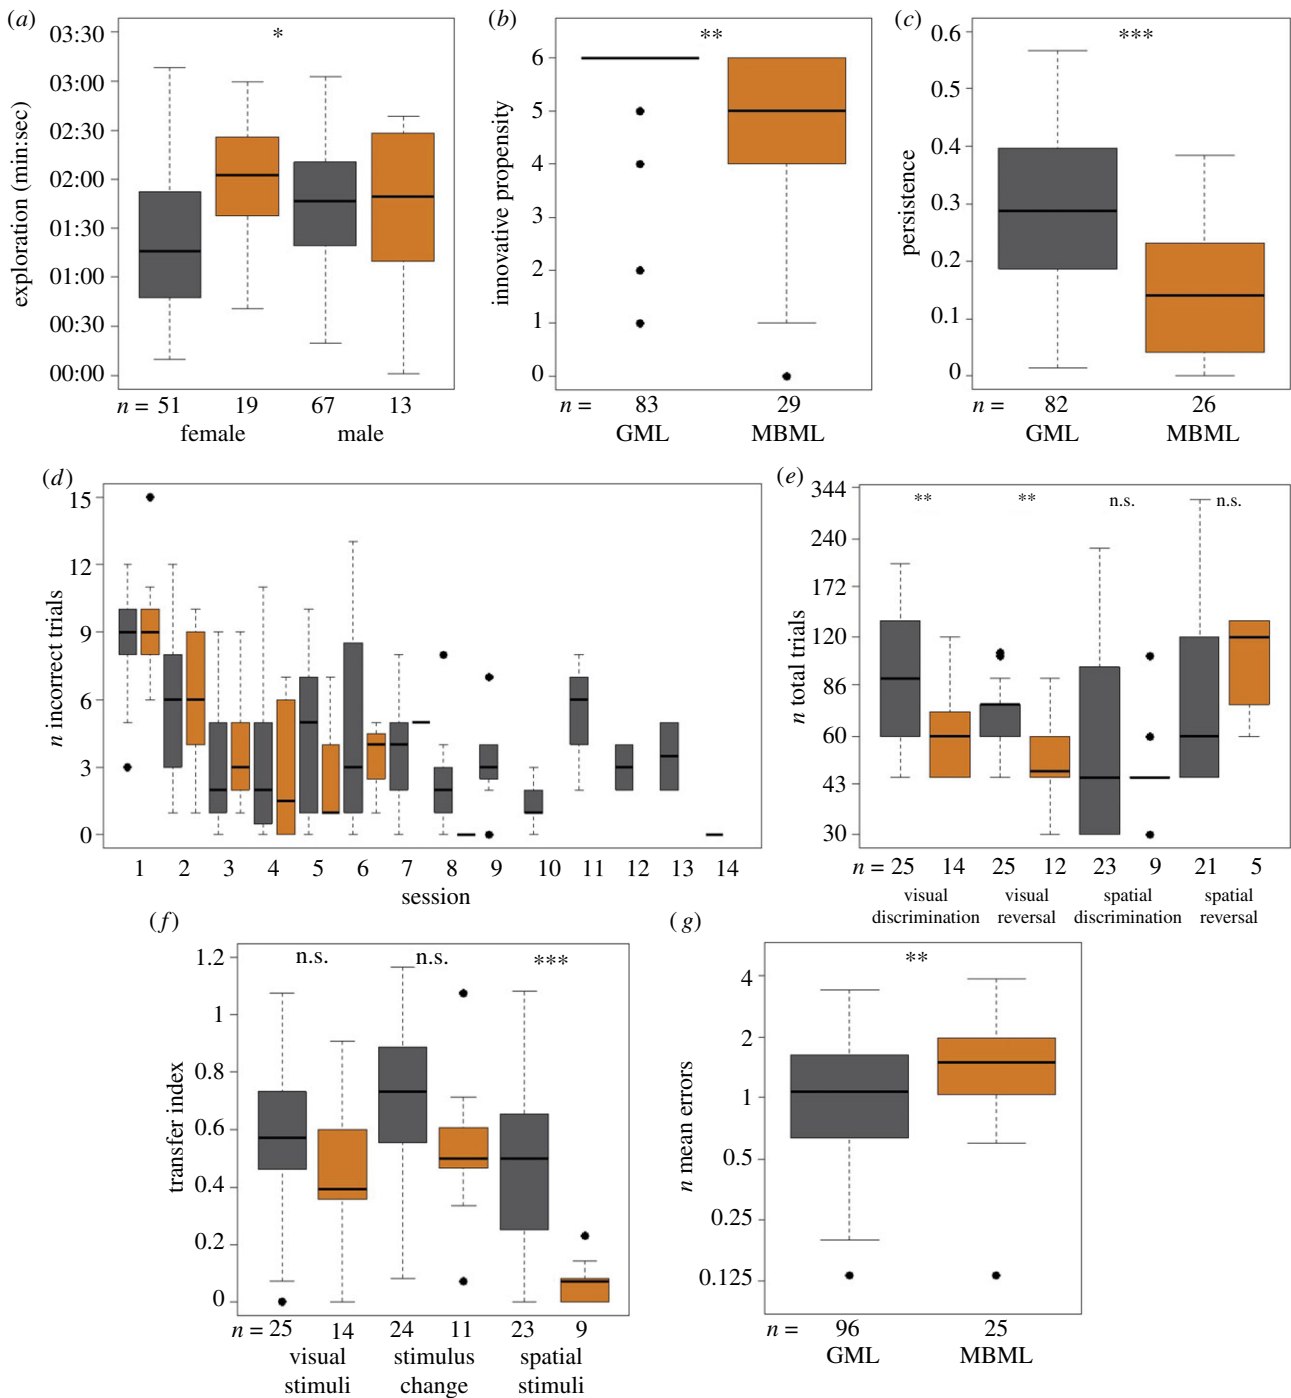 (a)
03:30
03:00
02:30
02:00
01:30
01:00
00:30
00:00
exploration (min:sec)
*
n = 51 19 67 13
female male
(b)
6
5
4
3
2
1
0
innovative propensity
**
n = 83 29
GML MBML
(c)
0.6
0.5
0.4
0.3
0.2
0.1
0
persistence
***
n = 82 26
GML MBML
(d)
15
12
9
6
3
0
n incorrect trials
1 2 3 4 5 6 7 8 9 10 11 12 13 14
session
(e)
344
240
172
120
86
60
43
30
n total trials
** ** n.s. n.s.
n = 25 14 25 12 23 9 21 5
visual visual spatial spatial
discrimination reversal discrimination reversal
(f)
1.2
1
0.8
0.6
0.4
0.2
0
transfer index
n.s. n.s. ***
n = 25 14 24 11 23 9
visual stimulus spatial
stimuli change stimuli
(g)
4
2
1
0.5
0.25
0.125
n mean errors
**
n = 96 25
GML MBML